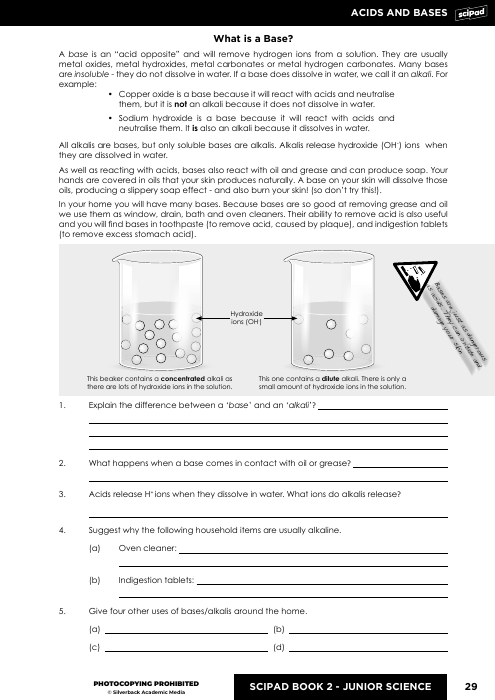 ACIDS AND BASES scipad
What is a Base?
A base is an “acid opposite” and will remove hydrogen ions from a solution. They are usually
metal oxides, metal hydroxides, metal carbonates or metal hydrogen carbonates. Many bases
are insoluble - they do not dissolve in water. If a base does dissolve in water, we call it an alkali. For
example:
• Copper oxide is a base because it will react with acids and neutralise
them, but it is not an alkali because it does not dissolve in water.
• Sodium hydroxide is a base because it will react with acids and
neutralise them. It is also an alkali because it dissolves in water.
All alkalis are bases, but only soluble bases are alkalis. Alkalis release hydroxide (OH-) ions when
they are dissolved in water.
As well as reacting with acids, bases also react with oil and grease and can produce soap. Your
hands are covered in oils that your skin produces naturally. A base on your skin will dissolve those
oils, producing a slippery soap effect - and also burn your skin! (so don’t try this!).
In your home you will have many bases. Because bases are so good at removing grease and oil
we use them as window, drain, bath and oven cleaners. Their ability to remove acid is also useful
and you will find bases in toothpaste (to remove acid, caused by plaque), and indigestion tablets
(to remove excess stomach acid).
Hydroxide
ions (OH-)
Bases are just as dangerous
as acids. They can oxidise and
damage your skin.
This beaker contains a concentrated alkali as
there are lots of hydroxide ions in the solution.
This one contains a dilute alkali. There is only a
small amount of hydroxide ions in the solution.
1. Explain the difference between a ‘base’ and an ‘alkali’?
2. What happens when a base comes in contact with oil or grease?
3. Acids release H+ ions when they dissolve in water. What ions do alkalis release?
4. Suggest why the following household items are usually alkaline.
(a) Oven cleaner:
(b) Indigestion tablets:
5. Give four other uses of bases/alkalis around the home.
(a) (b)
(c) (d)
PHOTOCOPYING PROHIBITED
© Silverback Academic Media
SCIPAD BOOK 2 - JUNIOR SCIENCE 29